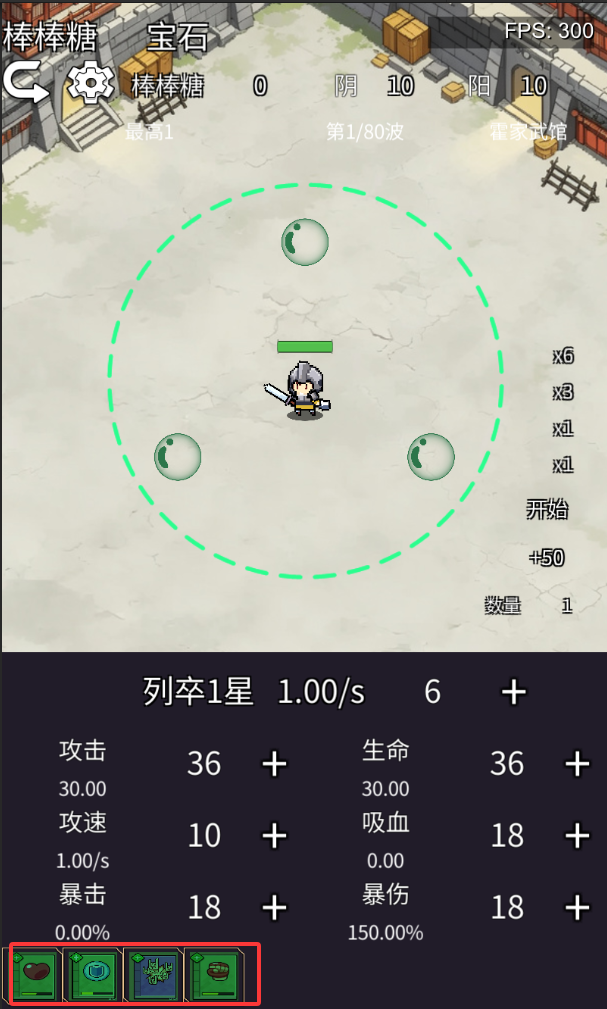 棒棒糖 宝石 FPS: 300
棒棒糖 0 阴 10 阳 10
最高1 第1/80波 霍家武馆
x6
x3
x1
x1
开始
+50
数量 1
列卒1星 1.00/s 6 +
攻击 36 + 生命 36 +
30.00 30.00
攻速 10 + 吸血 18 +
1.00/s 0.00
暴击 18 + 暴伤 18 +
0.00% 150.00%